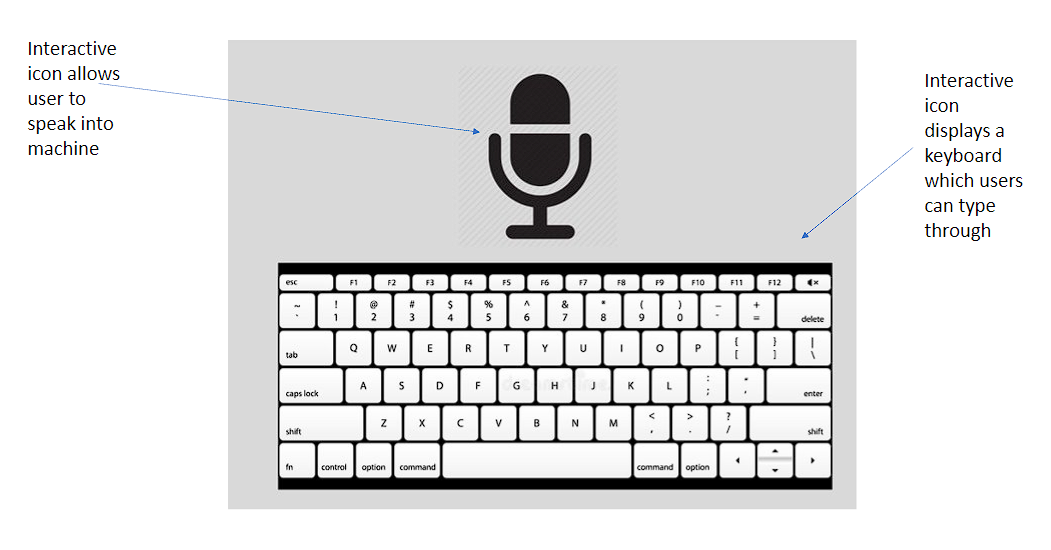 Interactive
icon allows
user to
speak into
machine
Interactive
icon
displays a
keyboard
which users
can type
through
esc F1 F2 F3 F4 F5 F6 F7 F8 F9 F10 F11 F12
~ ! @ # $ % ^ & * ( ) – +
` 1 2 3 4 5 6 7 8 9 0 - = delete
tab Q W E R T Y U I O P { } |
[ ] \
caps lock A S D F G H J K L : "
; ' enter
shift Z X C V B N M < > ?
, . / shift
fn control option command command option